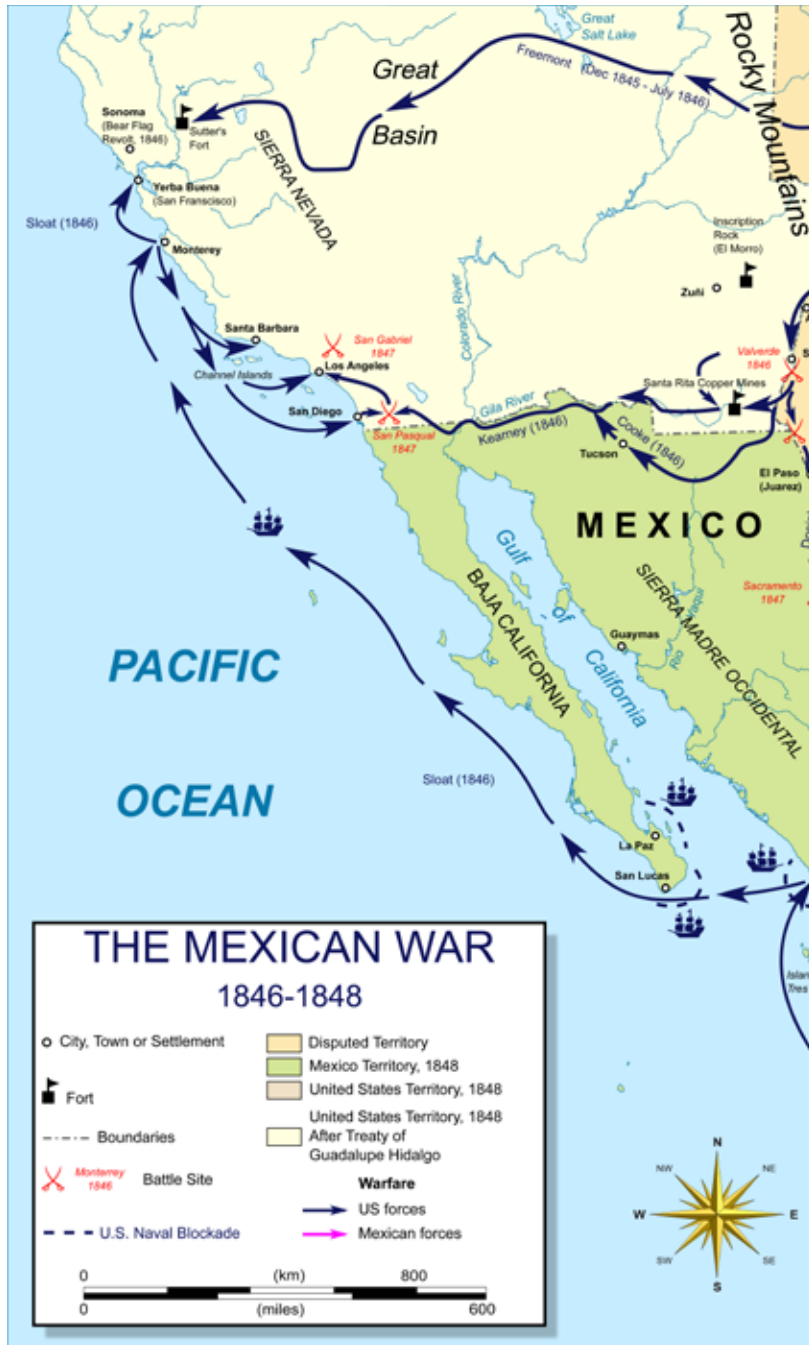 Great
Salt Lake
Rocky Mountains
Freemont (Dec 1845 - July 1846)
Great
Basin
Sonoma
(Bear Flag
Revolt, 1846)
Sutter's
Fort
SIERRA NEVADA
Yerba Buena
(San Franscisco)
Sloat (1846)
Monterey
Inscription
Rock
(El Morro)
Zuñi
Colorado River
Santa Barbara
San Gabriel
1847
Los Angeles
Channel Islands
Valverde
1846
S
Santa Rita Copper Mines
Gila River
San Diego
San Pasqual
1847
Kearney (1846)
Cooke (1846)
Tucson
El Paso
(Juarez)
MEXICO
Gulf
of
California
BAJA CALIFORNIA
Sacramento
1847
SIERRA MADRE OCCIDENTAL
Rio Yaqui
Guaymas
PACIFIC
OCEAN
Sloat (1846)
La Paz
San Lucas
Islan
Tres
THE MEXICAN WAR
1846-1848
City, Town or Settlement
Fort
Boundaries
Monterrey
1846
Battle Site
U.S. Naval Blockade
Disputed Territory
Mexico Territory, 1848
United States Territory, 1848
United States Territory, 1848
After Treaty of
Guadalupe Hidalgo
Warfare
US forces
Mexican forces
0 (km) 800
0 (miles) 600
N
NW NE
W E
SW SE
S